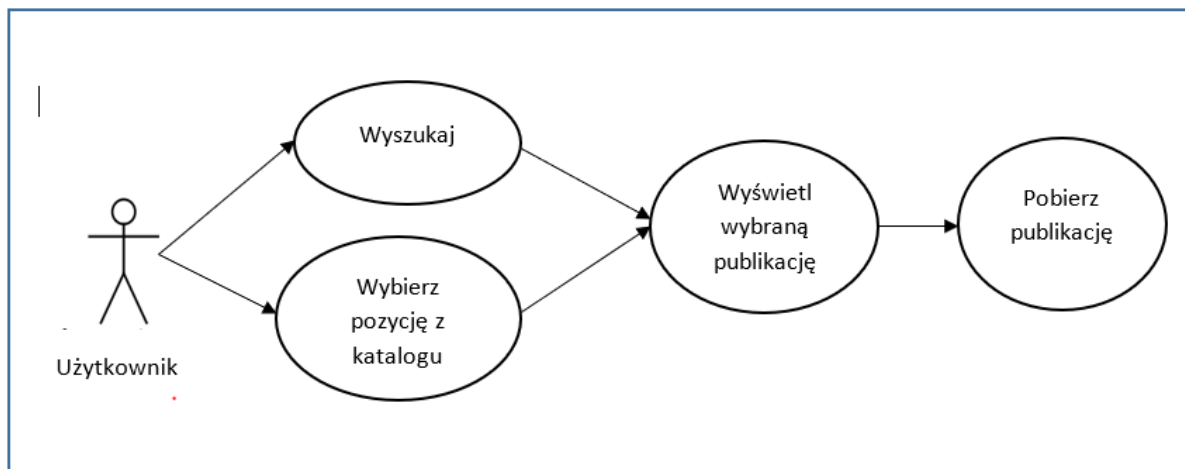 Wyszukaj
Wybierz
pozycję z
katalogu
Wyświetl
wybraną
publikację
Pobierz
publikację
Użytkownik